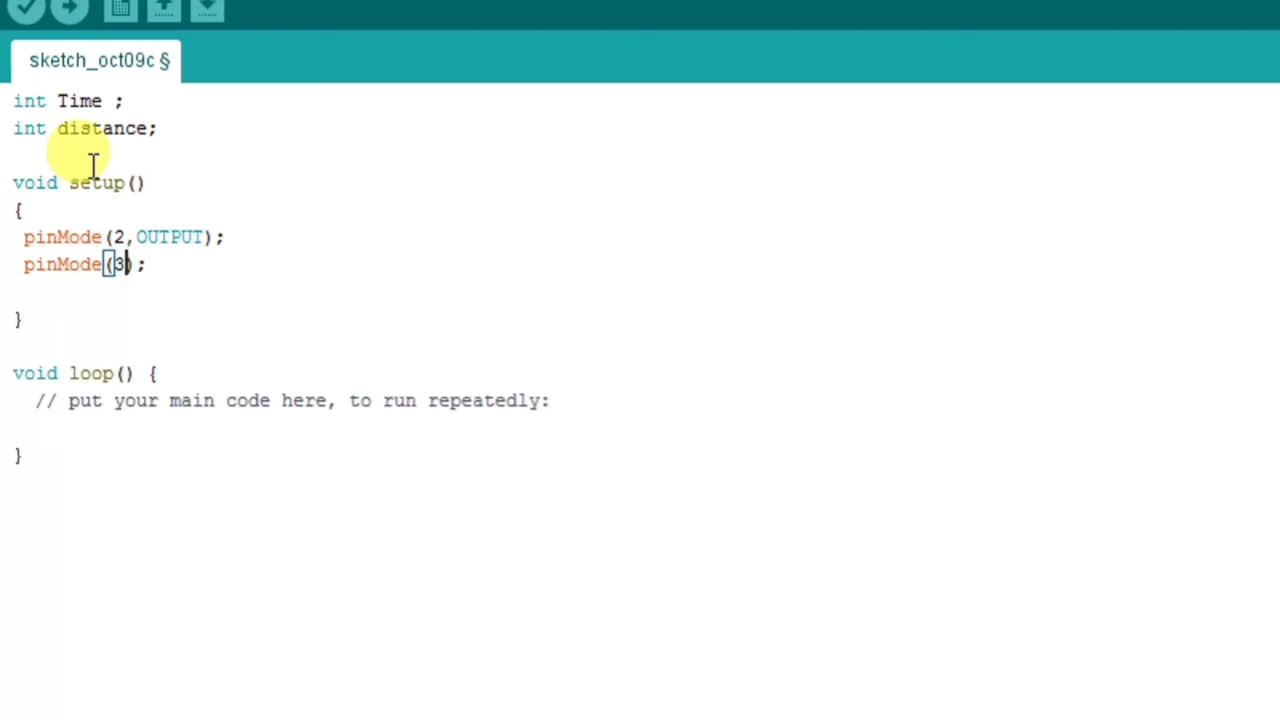 sketch_oct09c §
int Time ;
int distance;
void setup()
{
pinMode(2,OUTPUT);
pinMode(3);
}
void loop() {
// put your main code here, to run repeatedly:
}